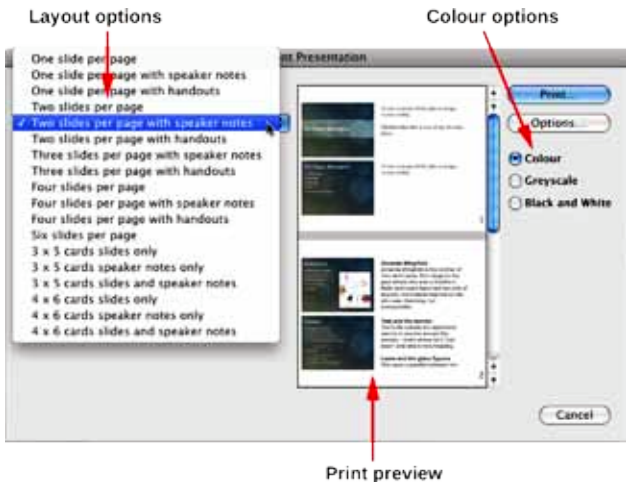 Layout options
Colour options
nt Presentation
One slide per page
One slide per page with speaker notes
One slide per page with handouts
Two slides per page
✓ Two slides per page with speaker notes
Two slides per page with handouts
Three slides per page with speaker notes
Three slides per page with handouts
Four slides per page
Four slides per page with speaker notes
Four slides per page with handouts
Six slides per page
3 x 5 cards slides only
3 x 5 cards speaker notes only
3 x 5 cards slides and speaker notes
4 x 6 cards slides only
4 x 6 cards speaker notes only
4 x 6 cards slides and speaker notes
1
2
Print...
Options...
Colour
Greyscale
Black and White
Cancel
Print preview